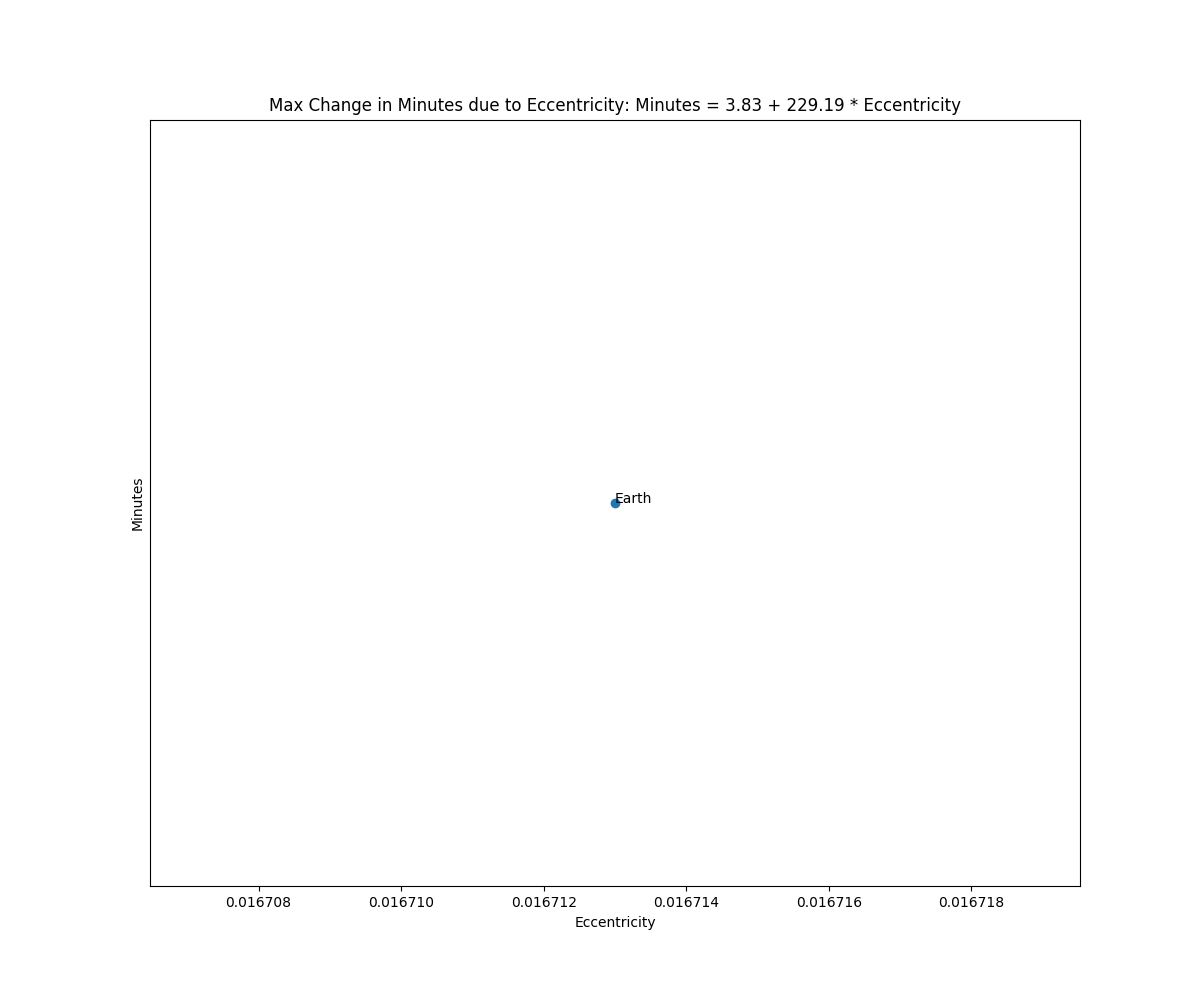 Max Change in Minutes due to Eccentricity: Minutes = 3.83 + 229.19 * Eccentricity
Minutes
Earth
0.016708 0.016710 0.016712 0.016714 0.016716 0.016718
Eccentricity